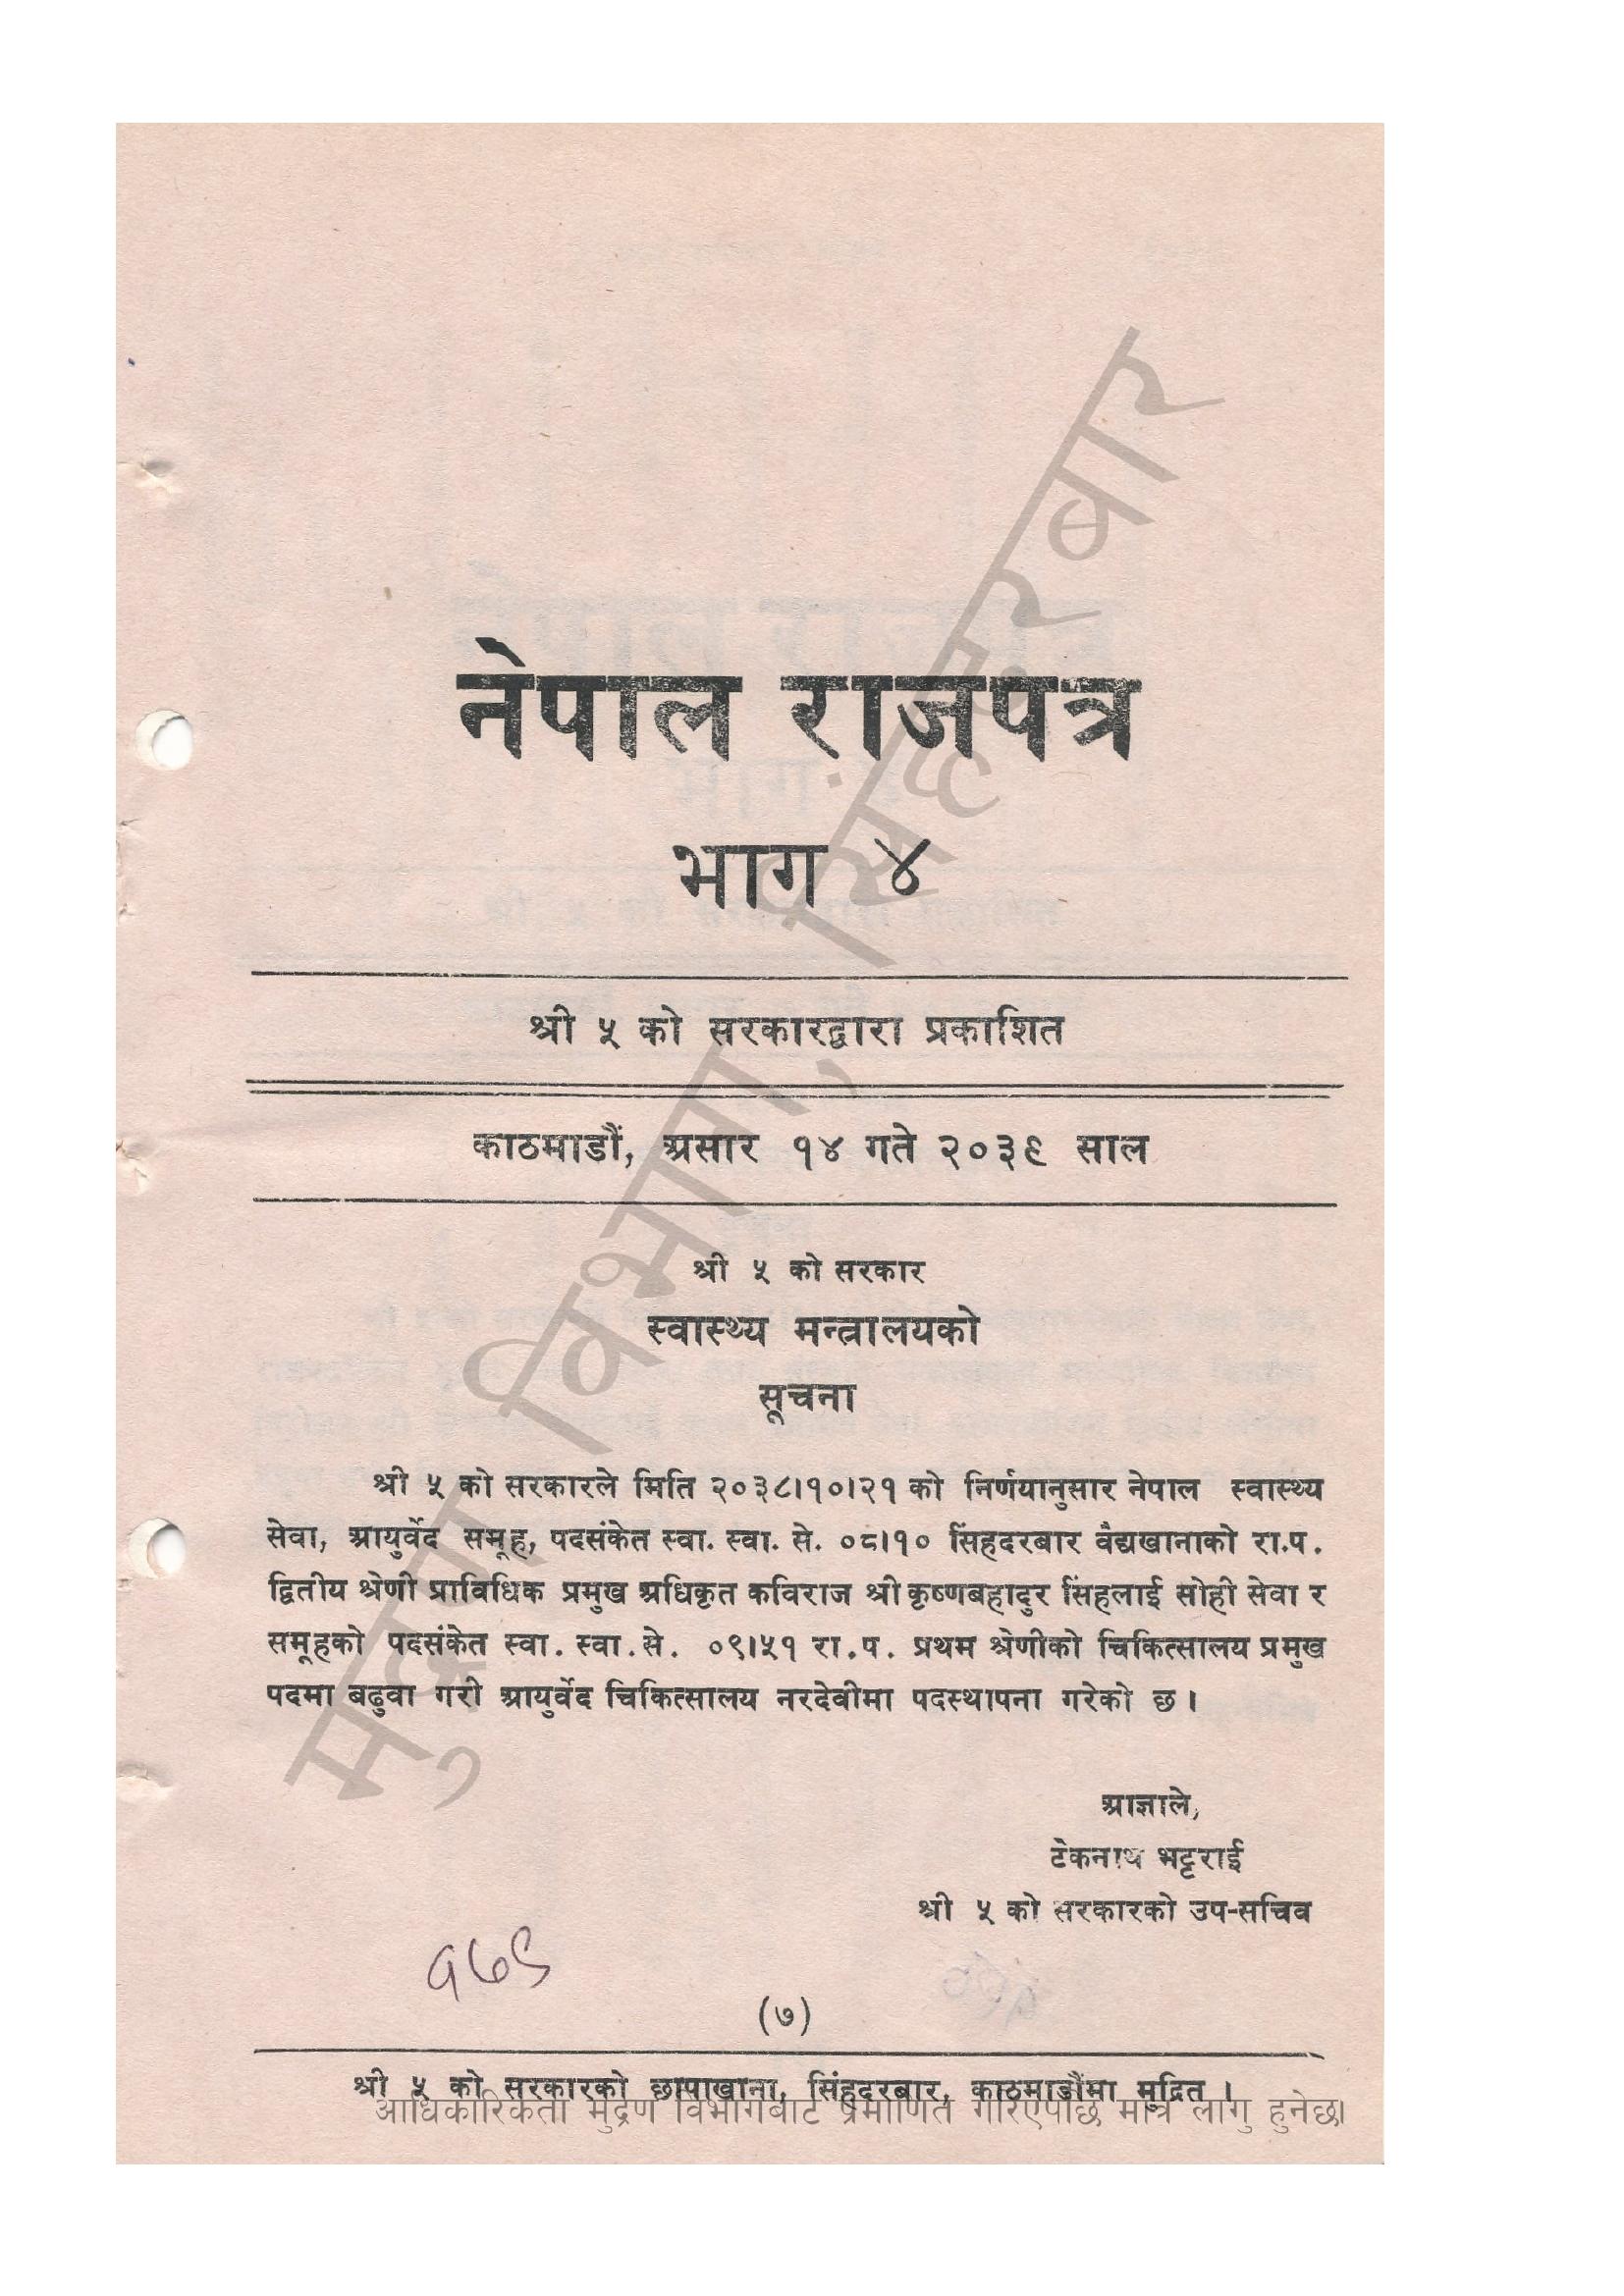 नेपाल राजपत्र
भाग ४
श्री ५ को सरकारद्वारा प्रकाशित
काठमाडौं, असार १४ गते २०३९ साल
श्री ५ को सरकार
स्वास्थ्य मन्त्रालयको
सूचना
श्री ५ को सरकारले मिति २०३८।१०।२१ को निर्णयानुसार नेपाल स्वास्थ्य
सेवा, आयुर्वेद समूह, पदसंकेत स्वा. स्वा. से. ०८।१० सिंहदरबार वैद्यखानाको रा.प.
द्वितीय श्रेणी प्राविधिक प्रमुख अधिकृत कविराज श्री कृष्णबहादुर सिंहलाई सोही सेवा र
समूहको पदसंकेत स्वा. स्वा. से. ०९।५१ रा.प. प्रथम श्रेणीको चिकित्सालय प्रमुख
पदमा बढुवा गरी आयुर्वेद चिकित्सालय नरदेवीमा पदस्थापना गरेको छ ।
आज्ञाले,
टेकनाथ भट्टराई
श्री ५ को सरकारको उप-सचिव
१७९
(७)
श्री ५ को सरकारको छापाखाना, सिंहदरबार, काठमाडौंमा मुद्रित ।
आधिकारिकता मुद्रण विभागबाट प्रमाणित गरिएपछि मात्र लागु हुनेछ।
मुद्रण विभाग, सिंहदरबार